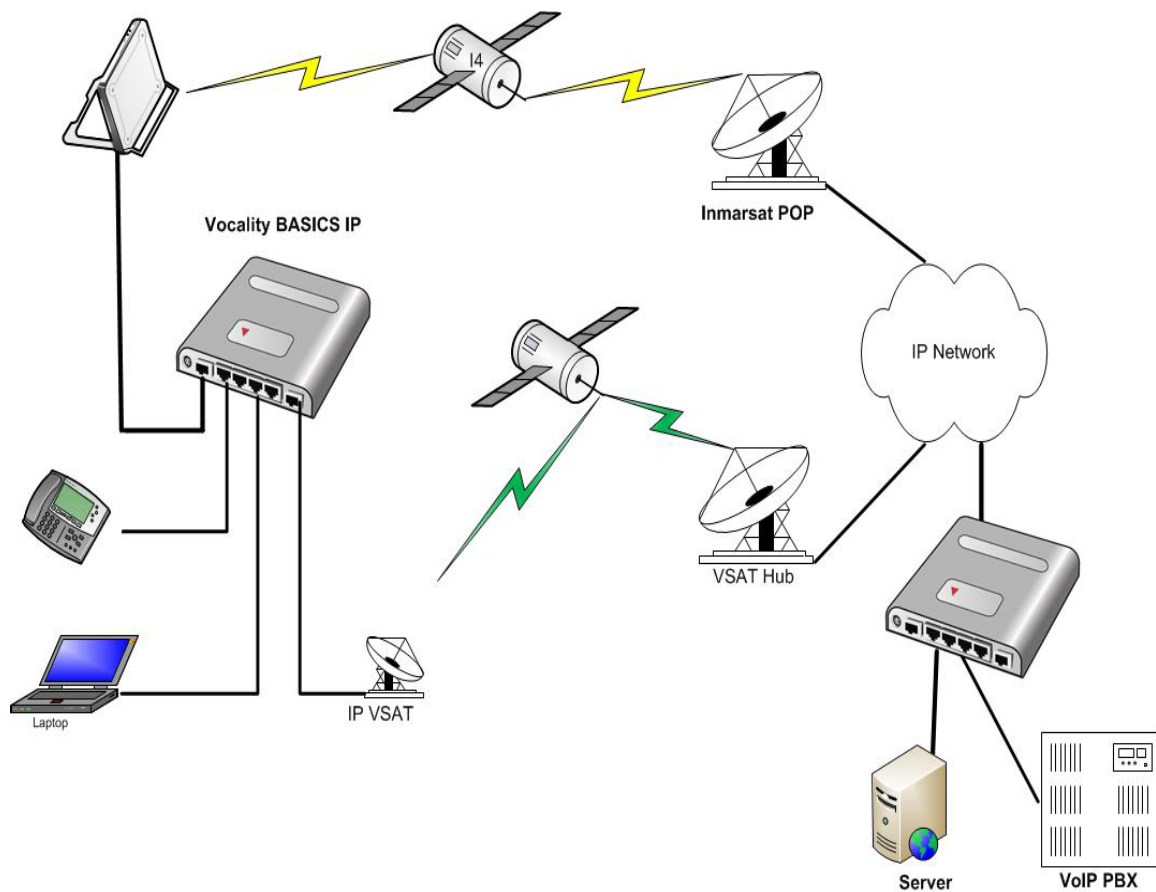 I4
Inmarsat POP
Vocality BASICS IP
IP Network
VSAT Hub
IP VSAT
Laptop
Server
VoIP PBX